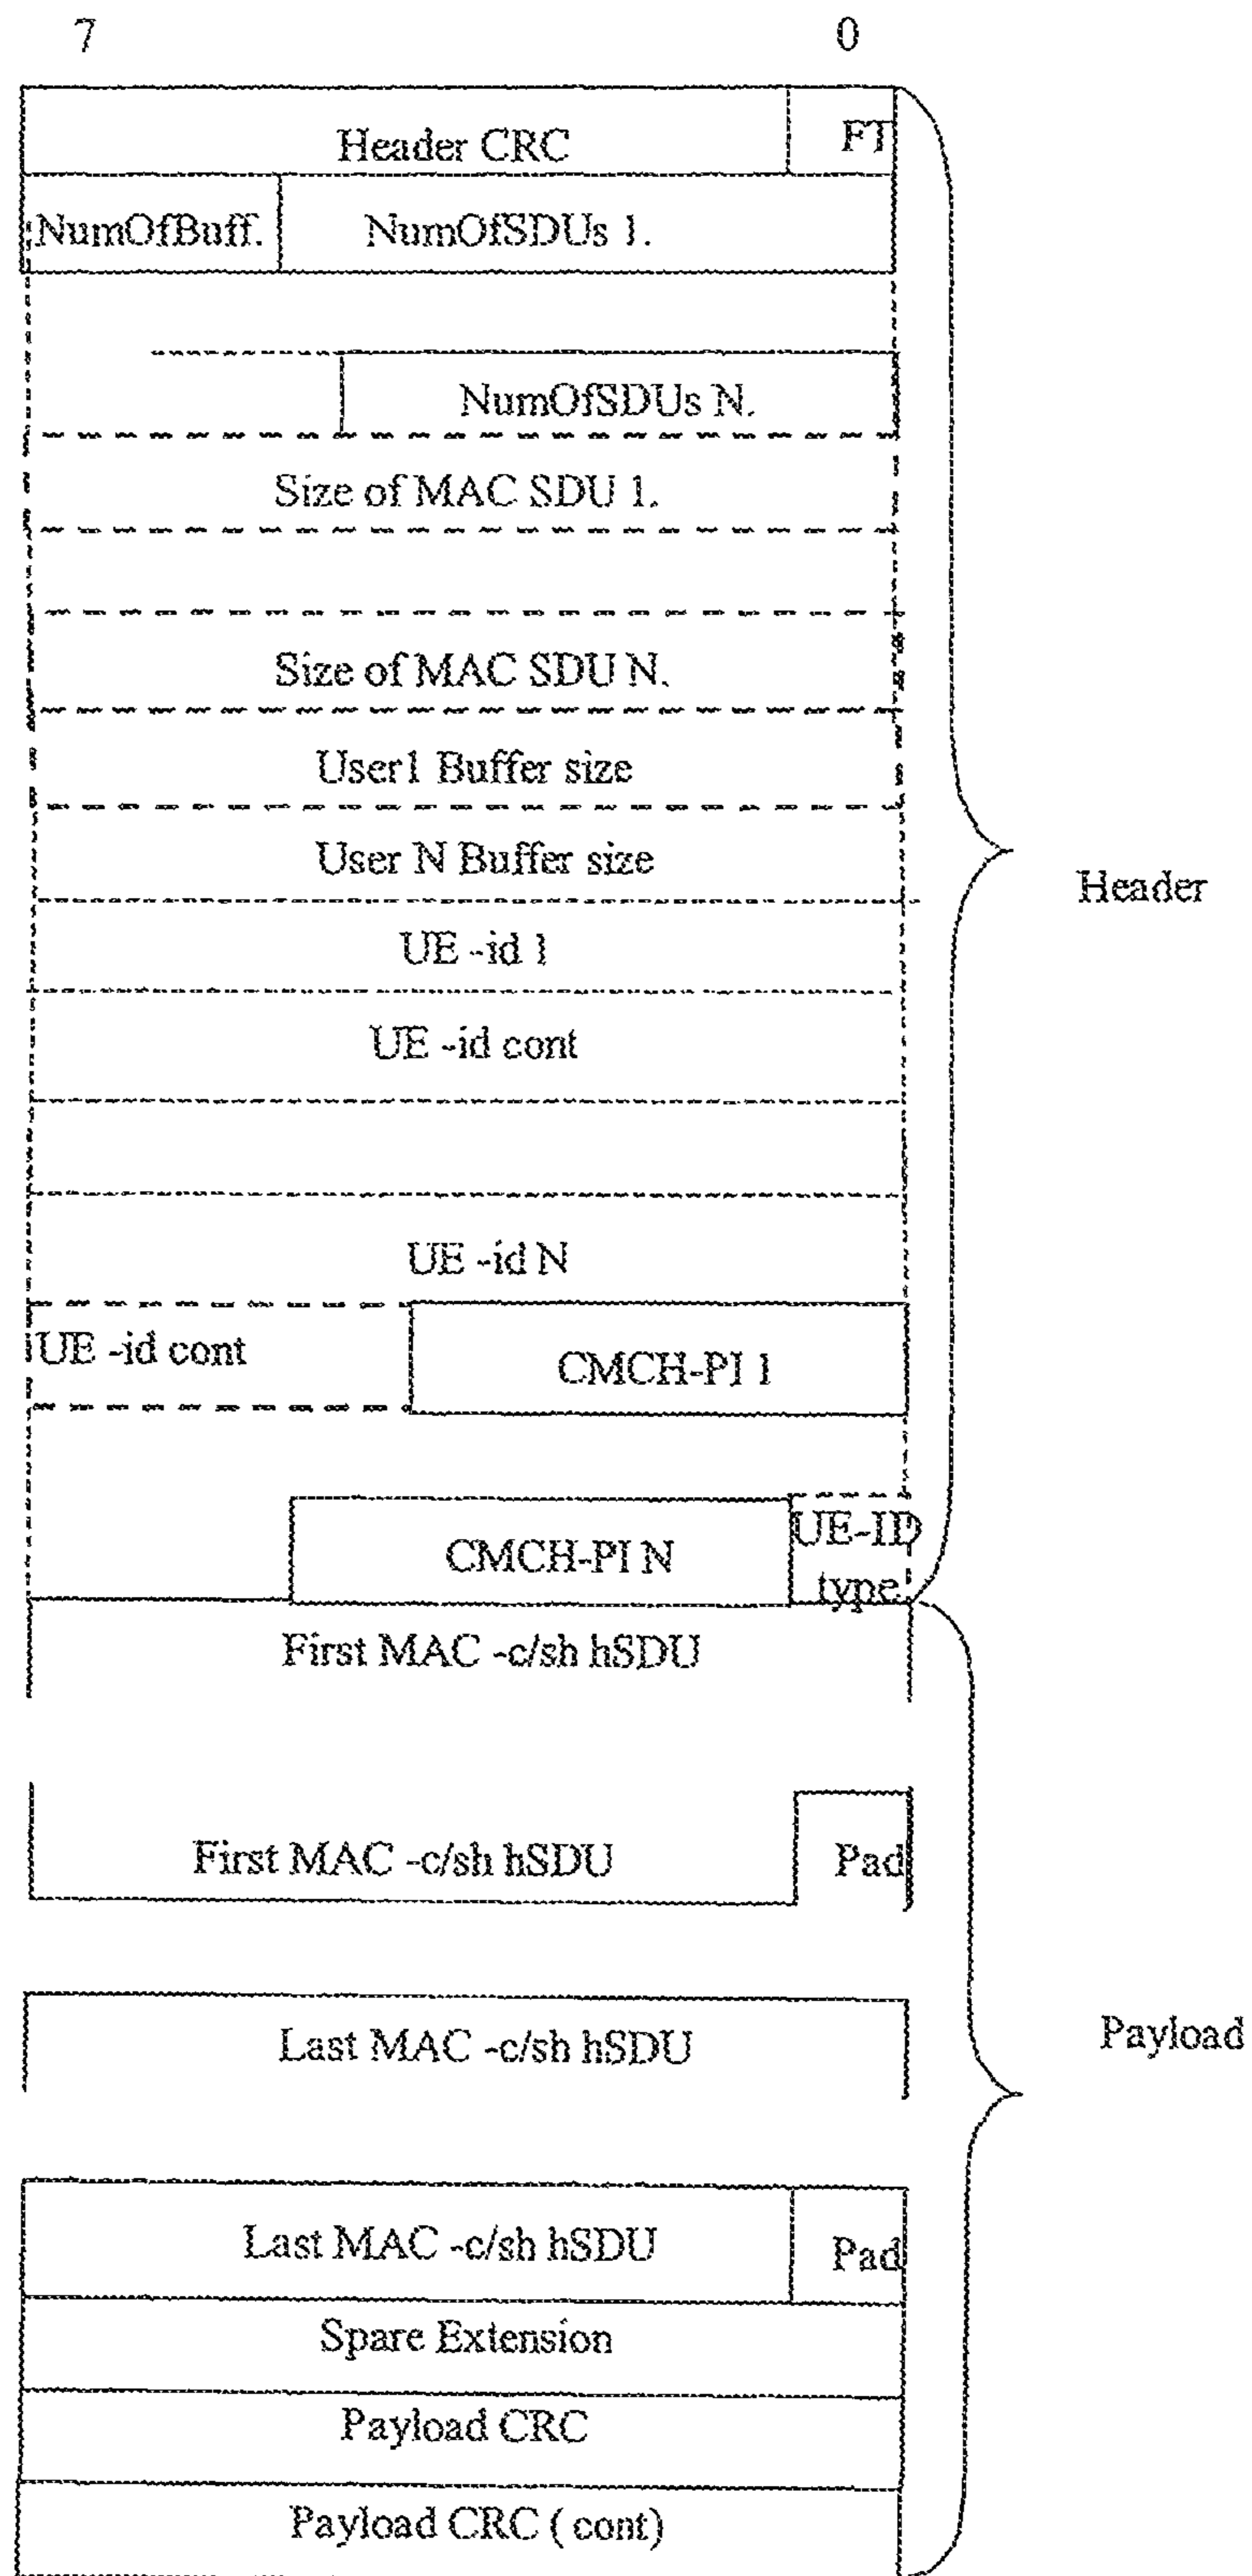 7 0
Header CRC FT
NumOfBuff. NumOfSDUs 1.
NumOfSDUs N.
Size of MAC SDU 1.
Size of MAC SDU N.
User1 Buffer size
User N Buffer size
Header
UE -id 1
UE -id cont
UE -id N
UE -id cont CMCH-PI 1
CMCH-PI N UE-ID
type
First MAC -c/sh hSDU
First MAC -c/sh hSDU Pad
Last MAC -c/sh hSDU
Payload
Last MAC -c/sh hSDU Pad
Spare Extension
Payload CRC
Payload CRC ( cont)